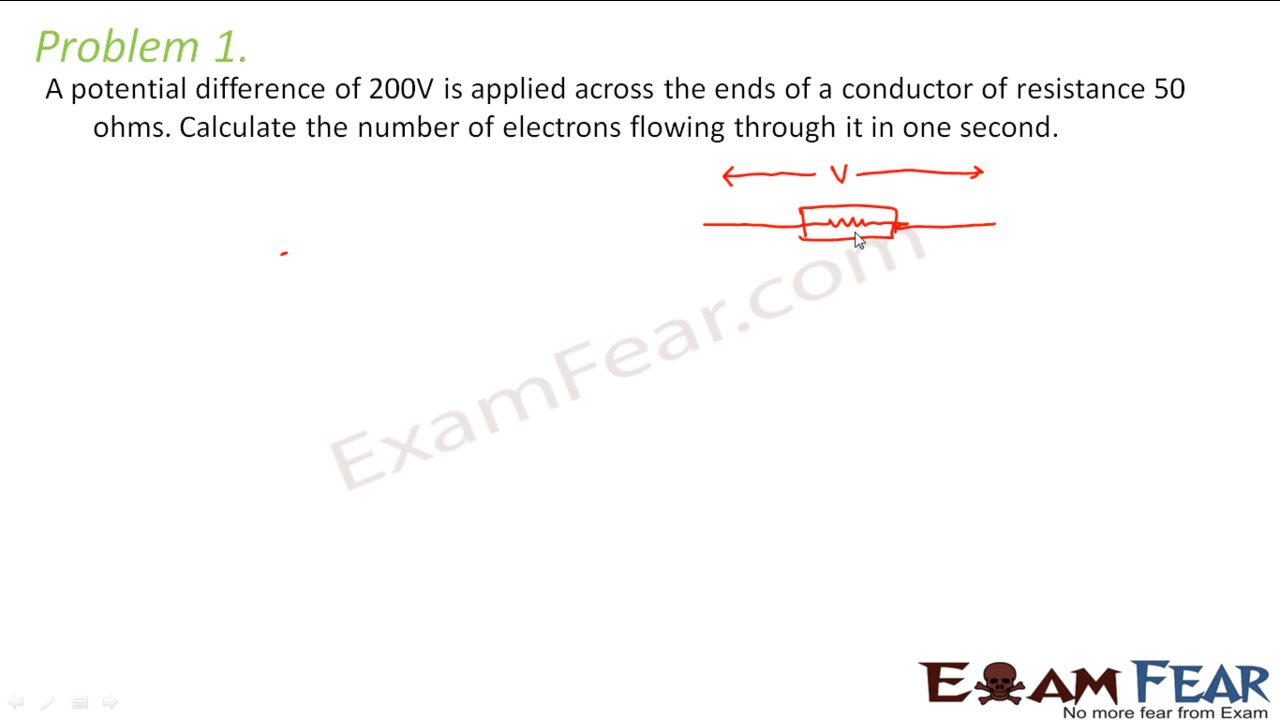 Problem 1.
A potential difference of 200V is applied across the ends of a conductor of resistance 50
ohms. Calculate the number of electrons flowing through it in one second.
V
ExamFear.com
EXAM FEAR
No more fear from Exam